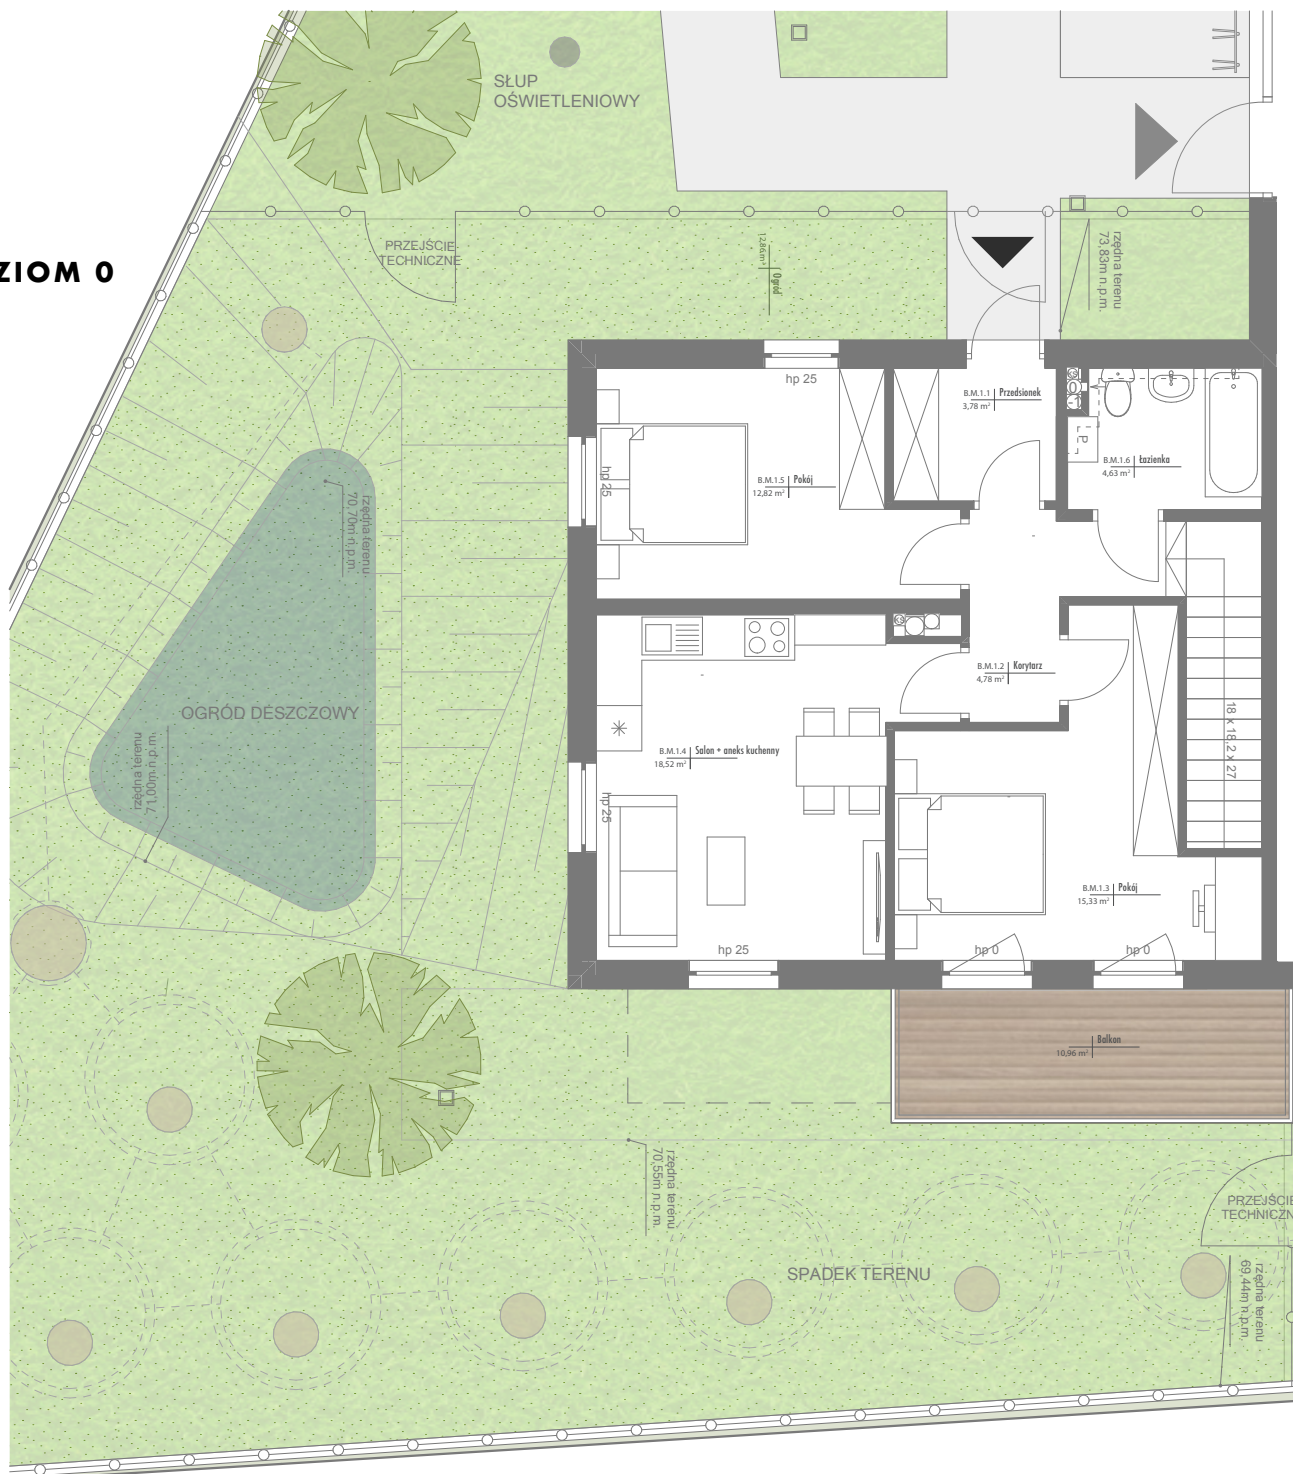 SŁUP
OŚWIETLENIOWY
PRZEJŚCIE
TECHNICZNE
ZIOM 0
12,86m² Ogród
rzędna terenu
73,83m n.p.m.
hp 25
B.M.1.1 Przedsionek
3,78 m²
B.M.1.6 Łazienka
4,63 m²
P
hp 25
B.M.1.5 Pokój
12,82 m²
rzędna terenu
70,70m n.p.m.
B.M.1.2 Korytarz
4,78 m²
OGRÓD DESZCZOWY
rzędna terenu
71,00m n.p.m.
B.M.1.4 Salon + aneks kuchenny
18,52 m²
18 x 18,2 x 27
hp 25
B.M.1.3 Pokój
15,33 m²
hp 25
hp 0
hp 0
Balkon
10,96 m²
rzędna terenu
70,55m n.p.m.
PRZEJŚCIE
TECHNICZN
SPADEK TERENU
rzędna terenu
69,44m n.p.m.